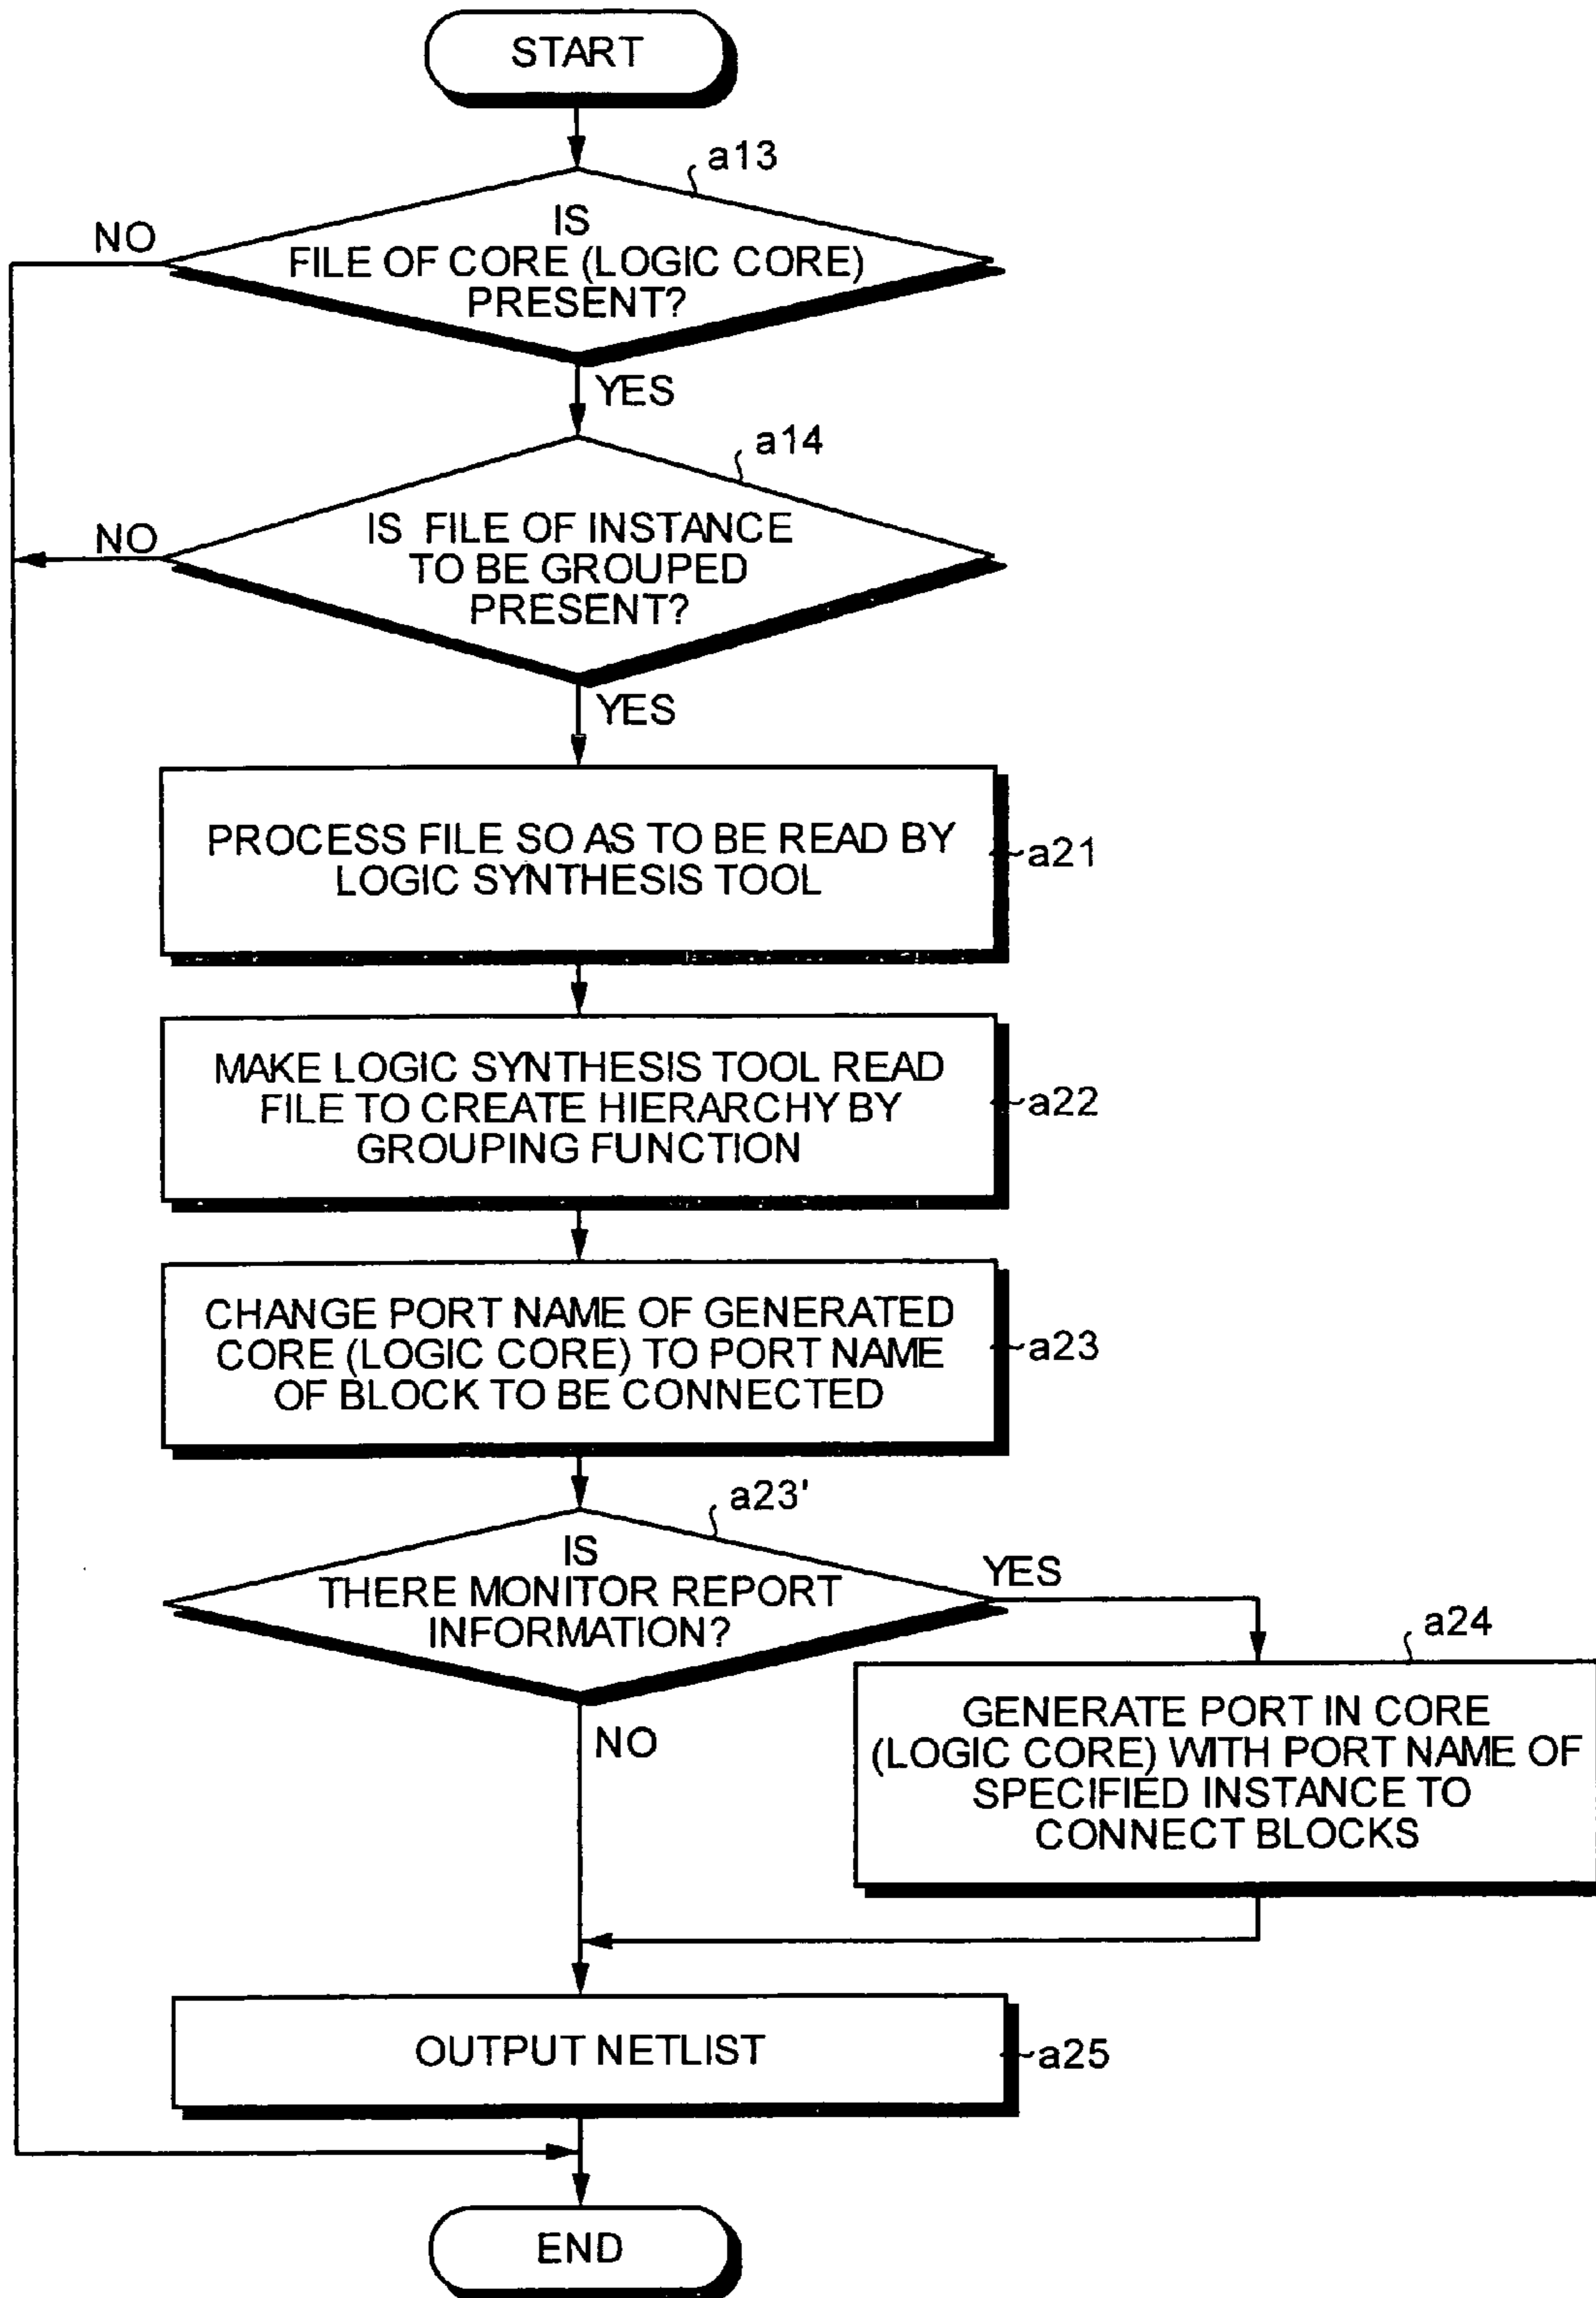 START
a13
IS
FILE OF CORE (LOGIC CORE)
PRESENT?
NO
YES
a14
IS FILE OF INSTANCE
TO BE GROUPED
PRESENT?
NO
YES
PROCESS FILE SO AS TO BE READ BY
LOGIC SYNTHESIS TOOL
a21
MAKE LOGIC SYNTHESIS TOOL READ
FILE TO CREATE HIERARCHY BY
GROUPING FUNCTION
a22
CHANGE PORT NAME OF GENERATED
CORE (LOGIC CORE) TO PORT NAME
OF BLOCK TO BE CONNECTED
a23
a23'
IS
THERE MONITOR REPORT
INFORMATION?
YES
NO
a24
GENERATE PORT IN CORE
(LOGIC CORE) WITH PORT NAME OF
SPECIFIED INSTANCE TO
CONNECT BLOCKS
OUTPUT NETLIST
a25
END